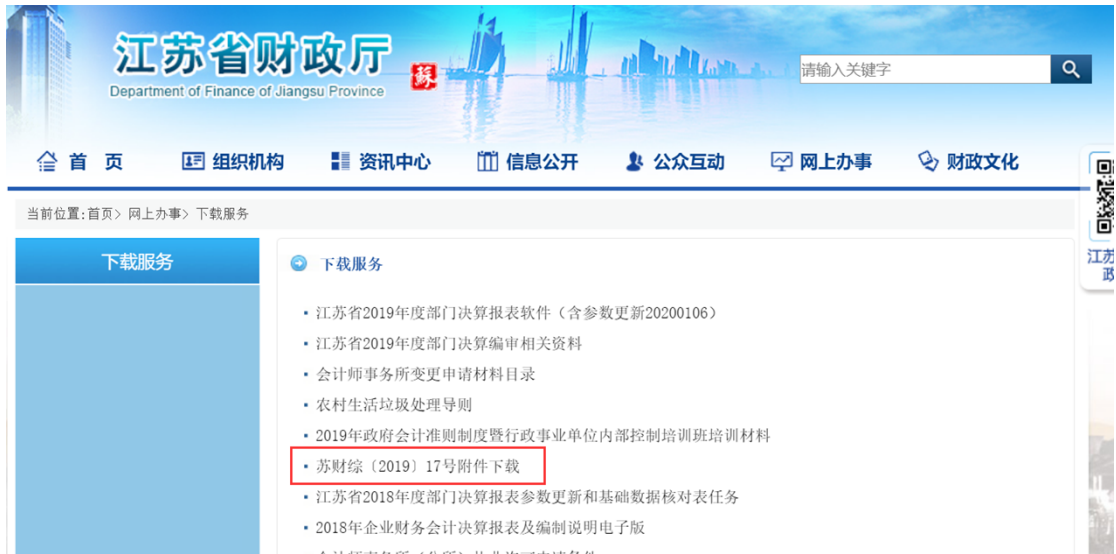 江苏省财政厅
蘇
Department of Finance of Jiangsu Province
请输入关键字
首 页 组织机构 资讯中心 信息公开 公众互动 网上办事 财政文化
当前位置:首页> 网上办事> 下载服务
江苏
政
下载服务
下载服务
江苏省2019年度部门决算报表软件（含参数更新20200106）
江苏省2019年度部门决算编审相关资料
会计师事务所变更申请材料目录
农村生活垃圾处理导则
2019年政府会计准则制度暨行政事业单位内部控制培训班培训材料
苏财综〔2019〕17号附件下载
江苏省2018年度部门决算报表参数更新和基础数据核对表任务
2018年企业财务会计决算报表及编制说明电子版